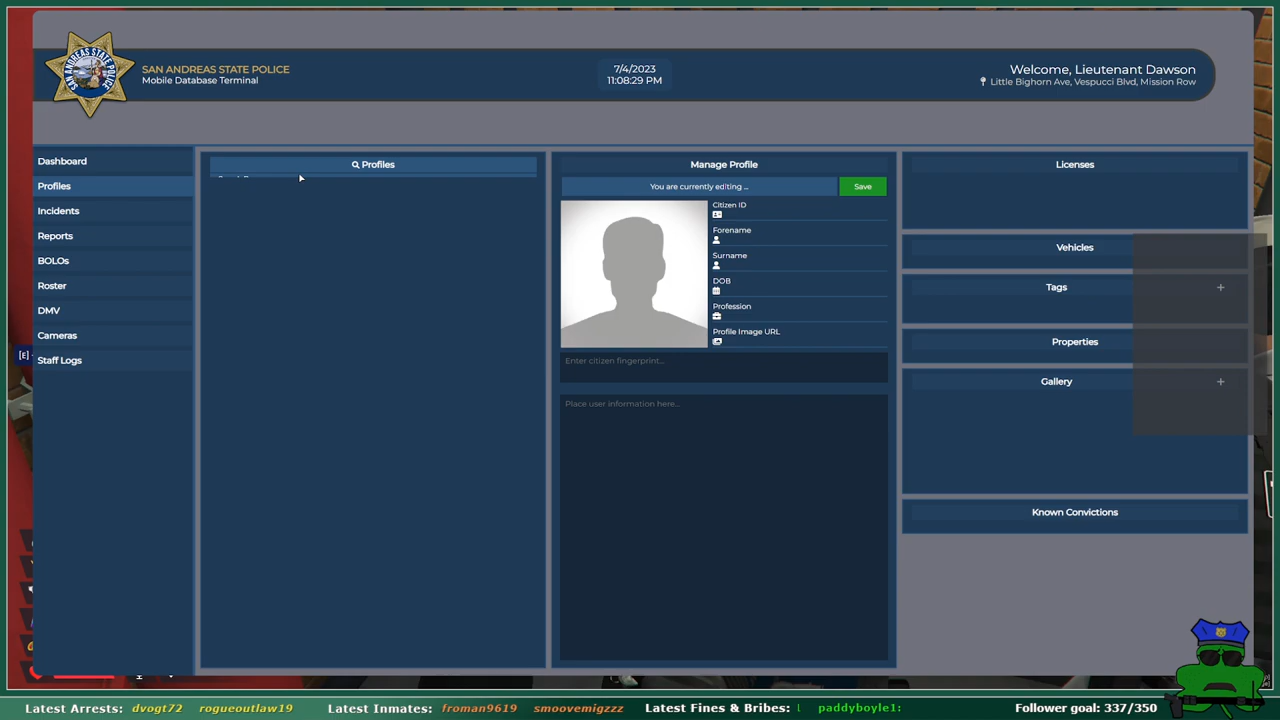 SAN ANDREAS STATE POLICE
Mobile Database Terminal
7/4/2023
11:08:29 PM
Welcome, Lieutenant Dawson
Little Bighorn Ave, Vespucci Blvd, Mission Row
Dashboard
Profiles
Incidents
Reports
BOLOs
Roster
DMV
Cameras
Staff Logs
[E]
Profiles
Manage Profile
You are currently editing ...
Save
Citizen ID
Forename
Surname
DOB
Profession
Profile Image URL
Enter citizen fingerprint...
Place user information here...
Licenses
Vehicles
Tags
+
Properties
Gallery
+
Known Convictions
Latest Arrests: dvogt72 rogueoutlaw19 Latest Inmates: froman9619 smoovemigzzz Latest Fines & Bribes: paddyboyle1: Follower goal: 337/350